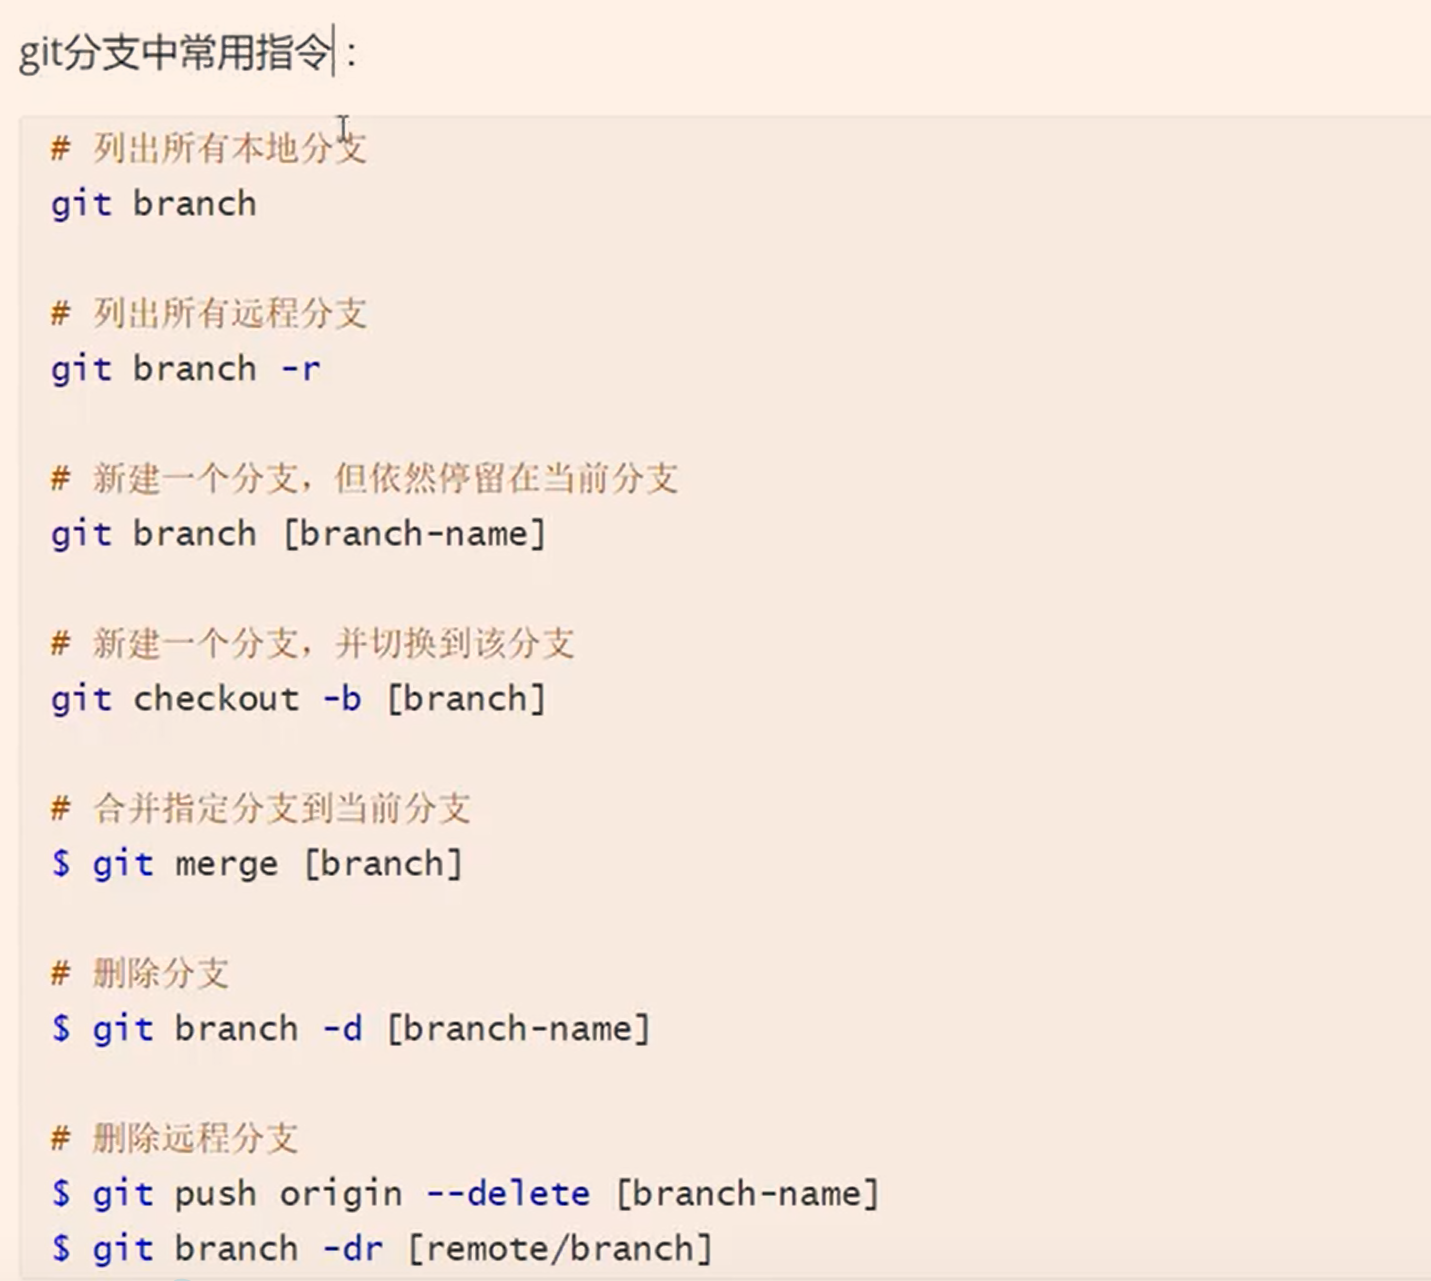 git分支中常用指令：
# 列出所有本地分支
git branch
# 列出所有远程分支
git branch -r
# 新建一个分支，但依然停留在当前分支
git branch [branch-name]
# 新建一个分支，并切换到该分支
git checkout -b [branch]
# 合并指定分支到当前分支
$ git merge [branch]
# 删除分支
$ git branch -d [branch-name]
# 删除远程分支
$ git push origin --delete [branch-name]
$ git branch -dr [remote/branch]